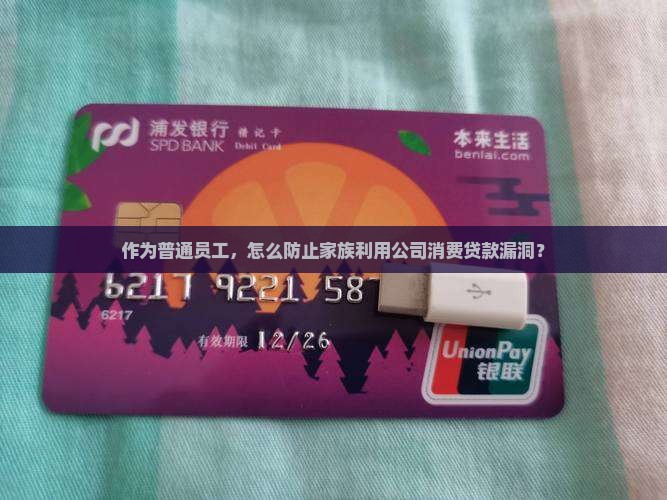 浦发银行 借记卡
SPD BANK Debit Card
本来生活
benlai.com
作为普通员工，怎么防止家族利用公司消费贷款漏洞？
6217 9221 58
6217
有效期限 12/26
UnionPay
银联